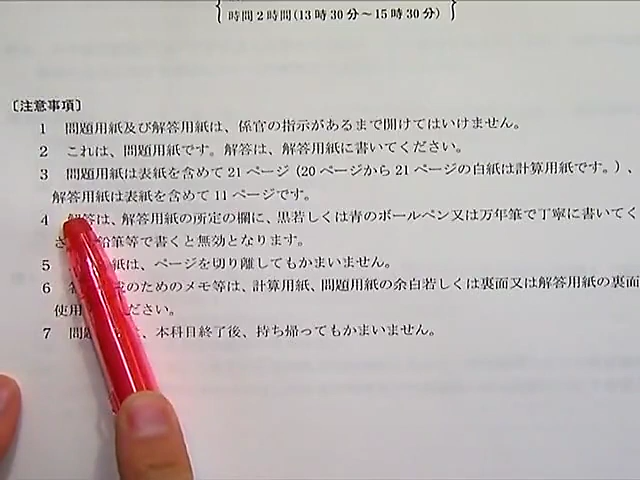 時間2時間(13時30分～15時30分)
〔注意事項〕
1 問題用紙及び解答用紙は、係官の指示があるまで開けてはいけません。
2 これは、問題用紙です。解答は、解答用紙に書いてください。
3 問題用紙は表紙を含めて21ページ（20ページから21ページの白紙は計算用紙です。）、
解答用紙は表紙を含めて11ページです。
4 解答は、解答用紙の所定の欄に、黒若しくは青のボールペン又は万年筆で丁寧に書いてく
さ 鉛筆等で書くと無効となります。
5 紙は、ページを切り離してもかまいません。
6 成のためのメモ等は、計算用紙、問題用紙の余白若しくは裏面又は解答用紙の裏面
使用 ださい。
7 問題 、本科目終了後、持ち帰ってもかまいません。